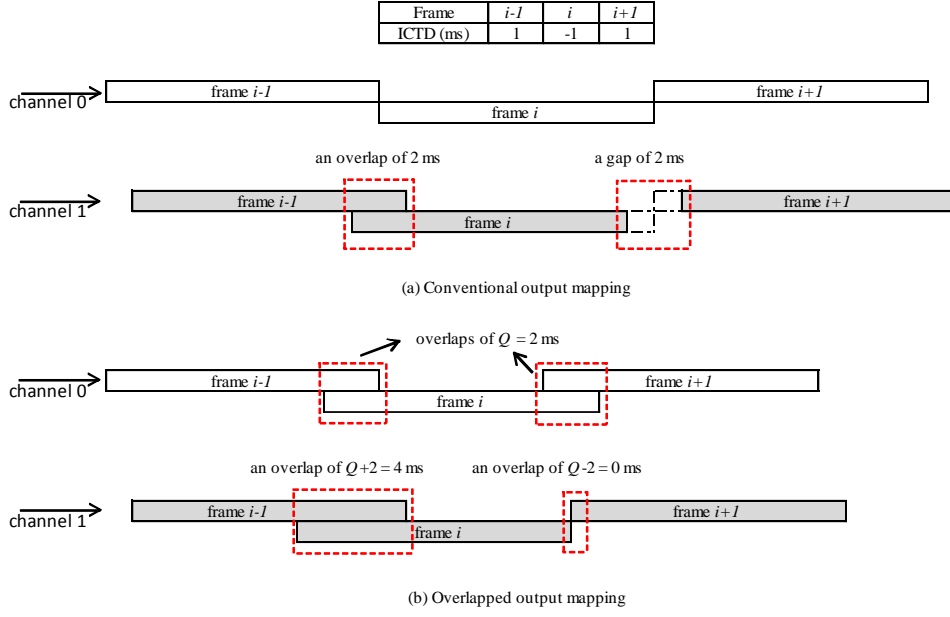 Frame i-1 i i+1
ICTD (ms) 1 -1 1
channel 0
frame i-1
frame i+1
frame i
an overlap of 2 ms
a gap of 2 ms
channel 1
frame i-1
frame i+1
frame i
(a) Conventional output mapping
overlaps of Q = 2 ms
channel 0
frame i-1
frame i+1
frame i
an overlap of Q+2 = 4 ms
an overlap of Q-2 = 0 ms
channel 1
frame i-1
frame i+1
frame i
(b) Overlapped output mapping